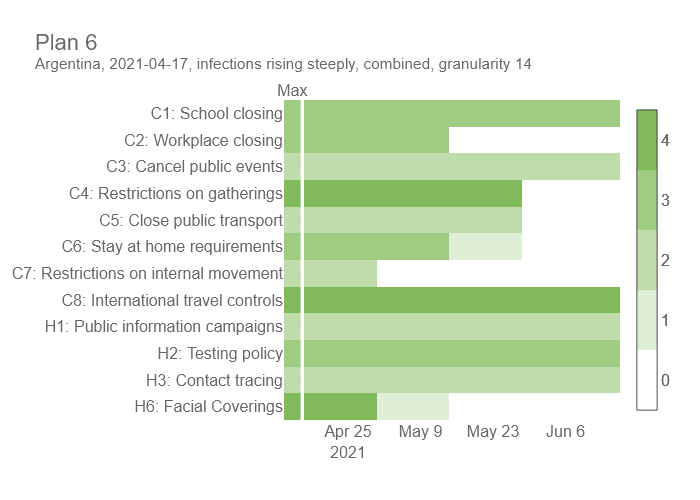 Plan 6
Argentina, 2021-04-17, infections rising steeply, combined, granularity 14
Max
C1: School closing
C2: Workplace closing
C3: Cancel public events
C4: Restrictions on gatherings
C5: Close public transport
C6: Stay at home requirements
C7: Restrictions on internal movement
C8: International travel controls
H1: Public information campaigns
H2: Testing policy
H3: Contact tracing
H6: Facial Coverings
Apr 25 May 9 May 23 Jun 6
2021
4
3
2
1
0